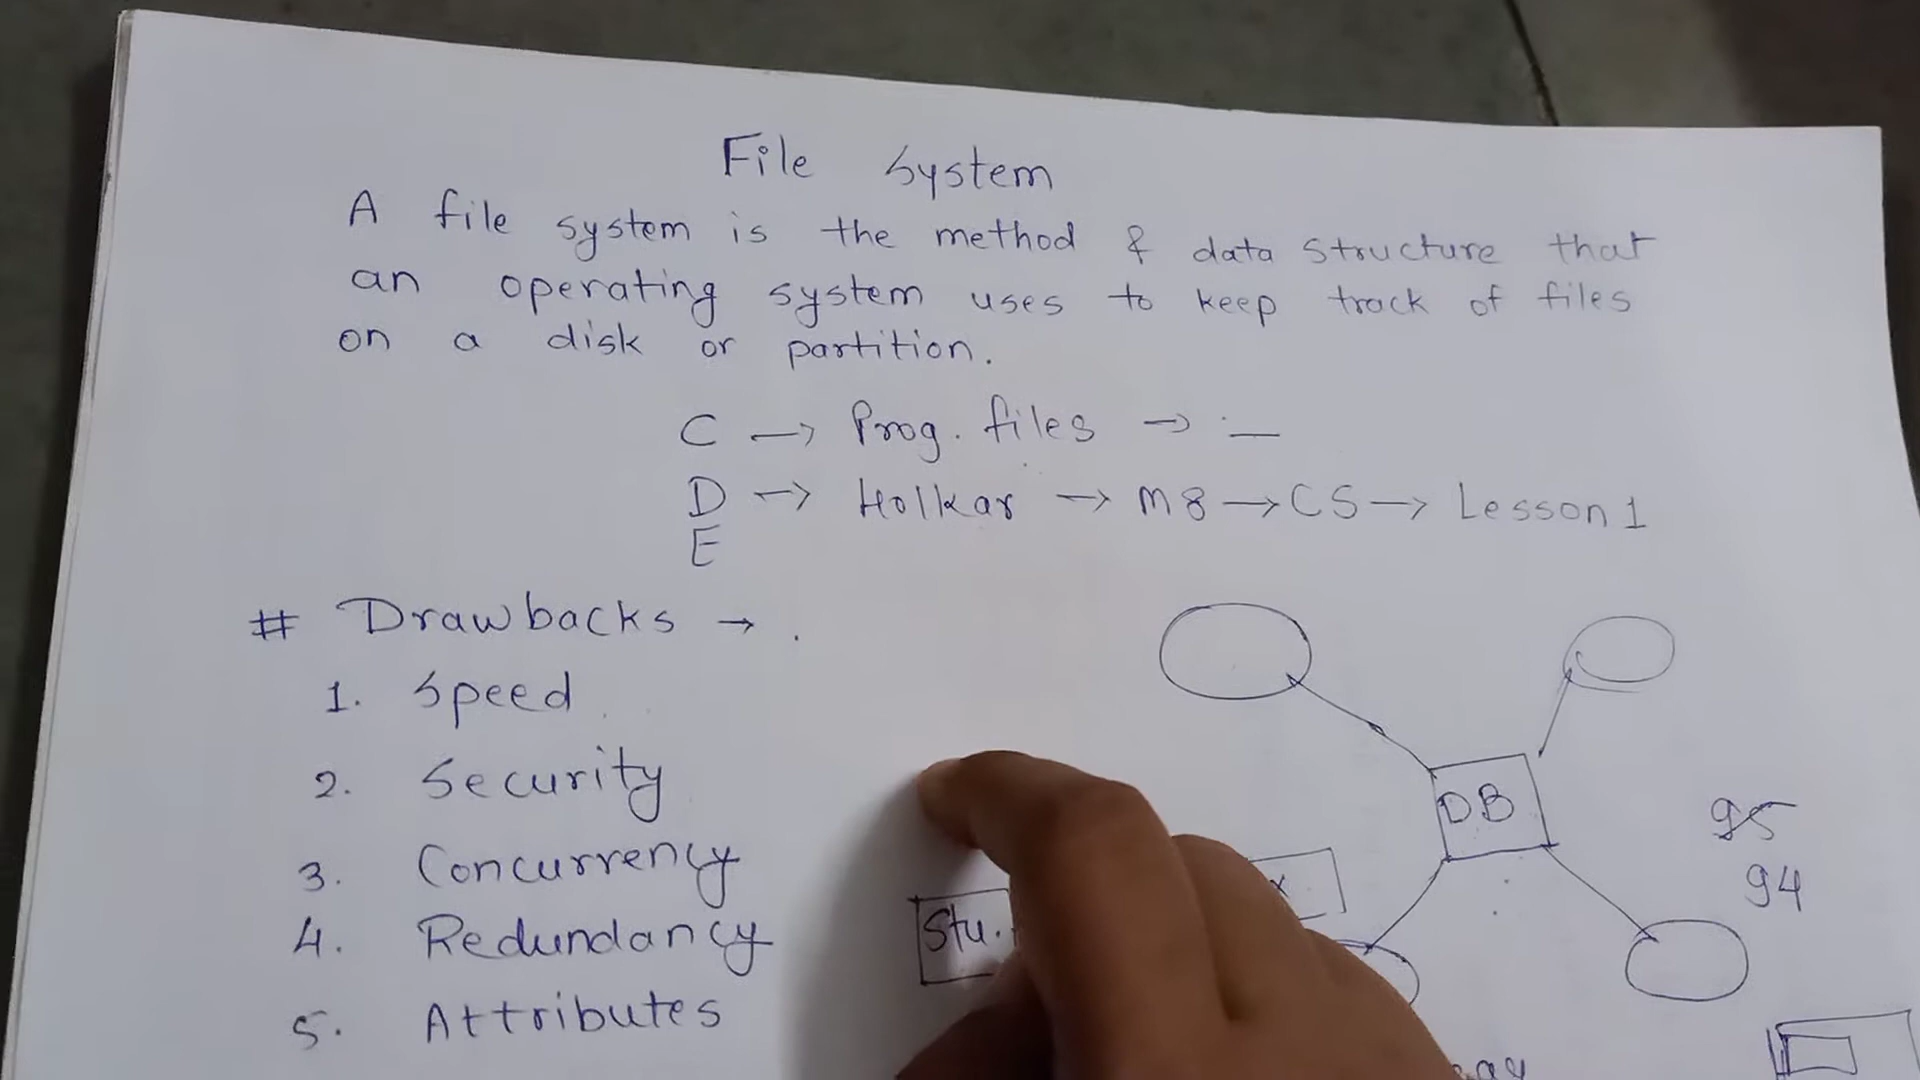 File System
A file system is the method & data structure that
an operating system uses to keep track of files
on a disk or partition.
C → Prog. files → —
D → Holkar → M8 → CS → Lesson 1
E
# Drawbacks →
1. Speed
2. Security
3. Concurrency
4. Redundancy
5. Attributes
DB
95
94
Stu.